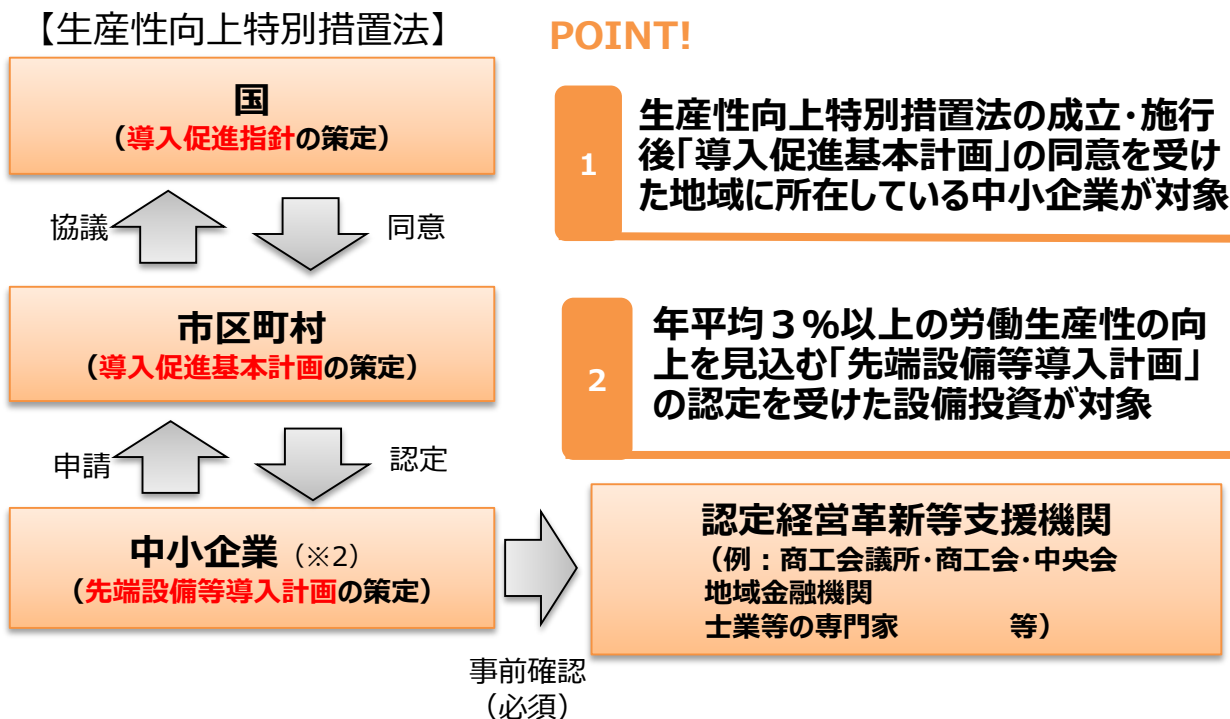 【生産性向上特別措置法】
国
（導入促進指針の策定）
協議
同意
市区町村
（導入促進基本計画の策定）
申請
認定
中小企業（※2）
（先端設備等導入計画の策定）
事前確認
（必須）
POINT!
1
生産性向上特別措置法の成立・施行
後「導入促進基本計画」の同意を受け
た地域に所在している中小企業が対象
2
年平均３％以上の労働生産性の向
上を見込む「先端設備等導入計画」
の認定を受けた設備投資が対象
認定経営革新等支援機関
（例：商工会議所・商工会・中央会
地域金融機関
士業等の専門家　　　　等）